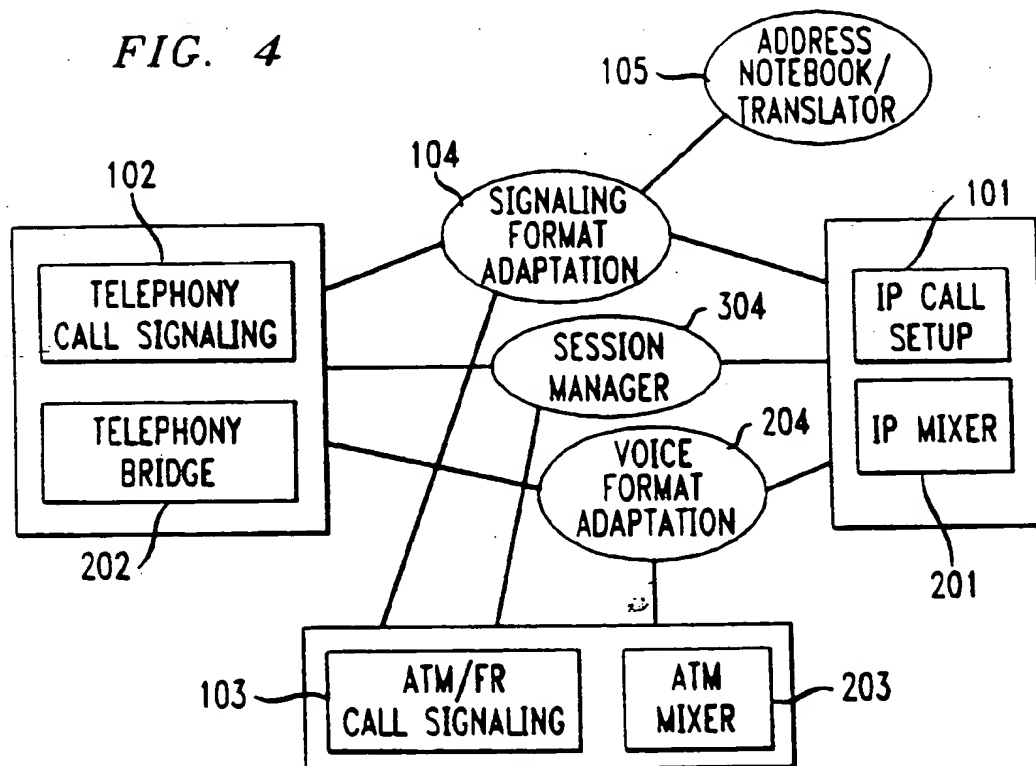 FIG. 4
ADDRESS
NOTEBOOK/
TRANSLATOR
105
104
SIGNALING
FORMAT
ADAPTATION
102
TELEPHONY
CALL SIGNALING
101
IP CALL
SETUP
304
SESSION
MANAGER
TELEPHONY
BRIDGE
204
VOICE
FORMAT
ADAPTATION
IP MIXER
202
201
103
ATM/FR
CALL SIGNALING
ATM
MIXER
203